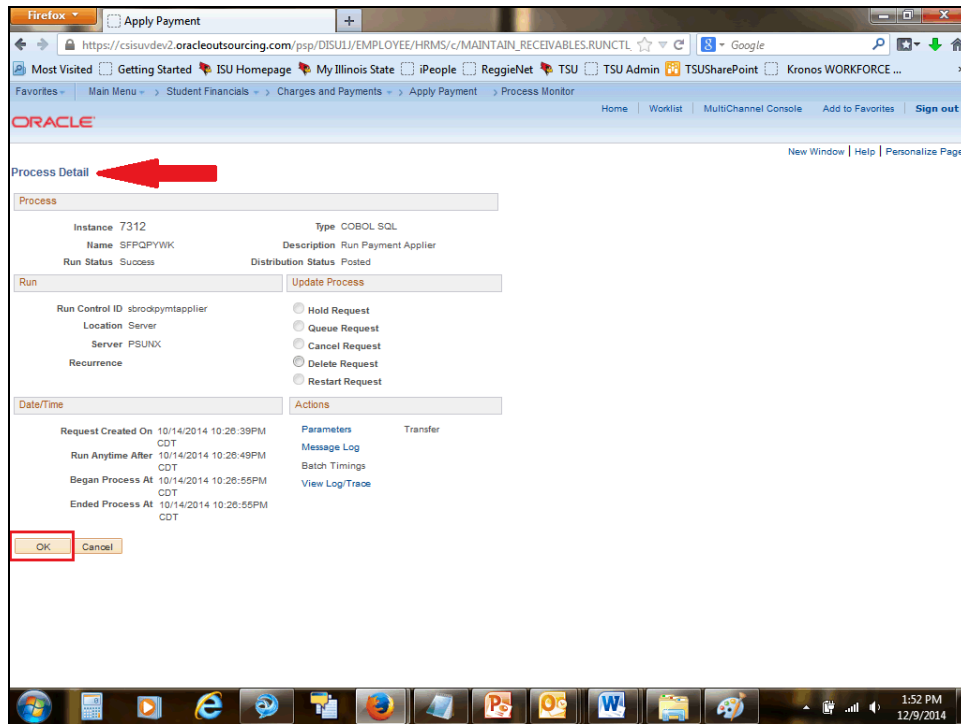 Firefox
Apply Payment
+
https://csisuvdev2.oracleoutsourcing.com/psp/DISU1J/EMPLOYEE/HRMS/c/MAINTAIN_RECEIVABLES.RUNCTL
Google
Most Visited Getting Started ISU Homepage My Illinois State iPeople ReggieNet TSU TSU Admin TSUSharePoint Kronos WORKFORCE ...
Favorites Main Menu > Student Financials > Charges and Payments > Apply Payment > Process Monitor
Home Worklist MultiChannel Console Add to Favorites Sign out
ORACLE
New Window | Help | Personalize Page
Process Detail
Process
Instance 7312 Type COBOL SQL
Name SFPQPYWK Description Run Payment Applier
Run Status Success Distribution Status Posted
Run Update Process
Run Control ID sbrockpymtapplier
Location Server
Server PSUNX
Recurrence
Hold Request
Queue Request
Cancel Request
Delete Request
Restart Request
Date/Time Actions
Request Created On 10/14/2014 10:26:39PM
CDT
Run Anytime After 10/14/2014 10:26:49PM
CDT
Began Process At 10/14/2014 10:26:55PM
CDT
Ended Process At 10/14/2014 10:26:55PM
CDT
Parameters Transfer
Message Log
Batch Timings
View Log/Trace
OK Cancel
1:52 PM
12/9/2014